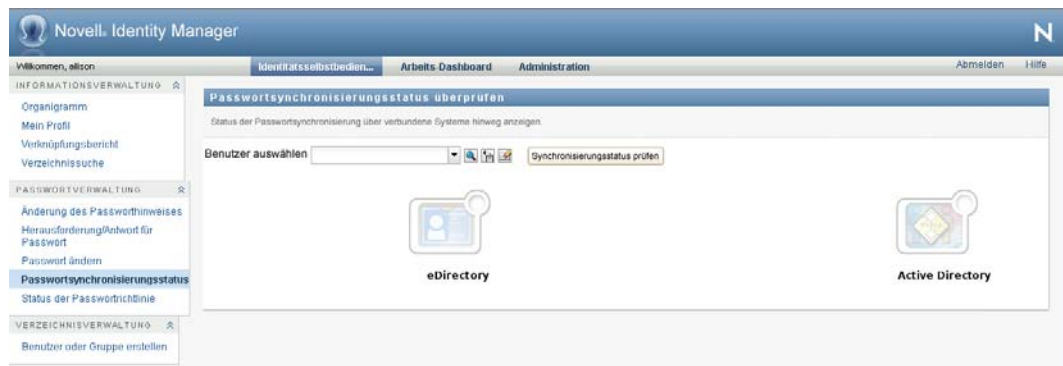 Novell® Identity Manager
N
Willkommen, allison
Identitätsselbstbedien...
Arbeits-Dashboard
Administration
Abmelden
Hilfe
INFORMATIONSVERWALTUNG
Organigramm
Mein Profil
Verknüpfungsbericht
Verzeichnissuche
PASSWORTVERWALTUNG
Änderung des Passworthinweises
Herausforderung/Antwort für
Passwort
Passwort ändern
Passwortsynchronisierungsstatus
Status der Passwortrichtlinie
VERZEICHNISVERWALTUNG
Benutzer oder Gruppe erstellen
Passwortsynchronisierungsstatus überprüfen
Status der Passwortsynchronisierung über verbundene Systeme hinweg anzeigen.
Benutzer auswählen
Synchronisierungsstatus prüfen
eDirectory
Active Directory